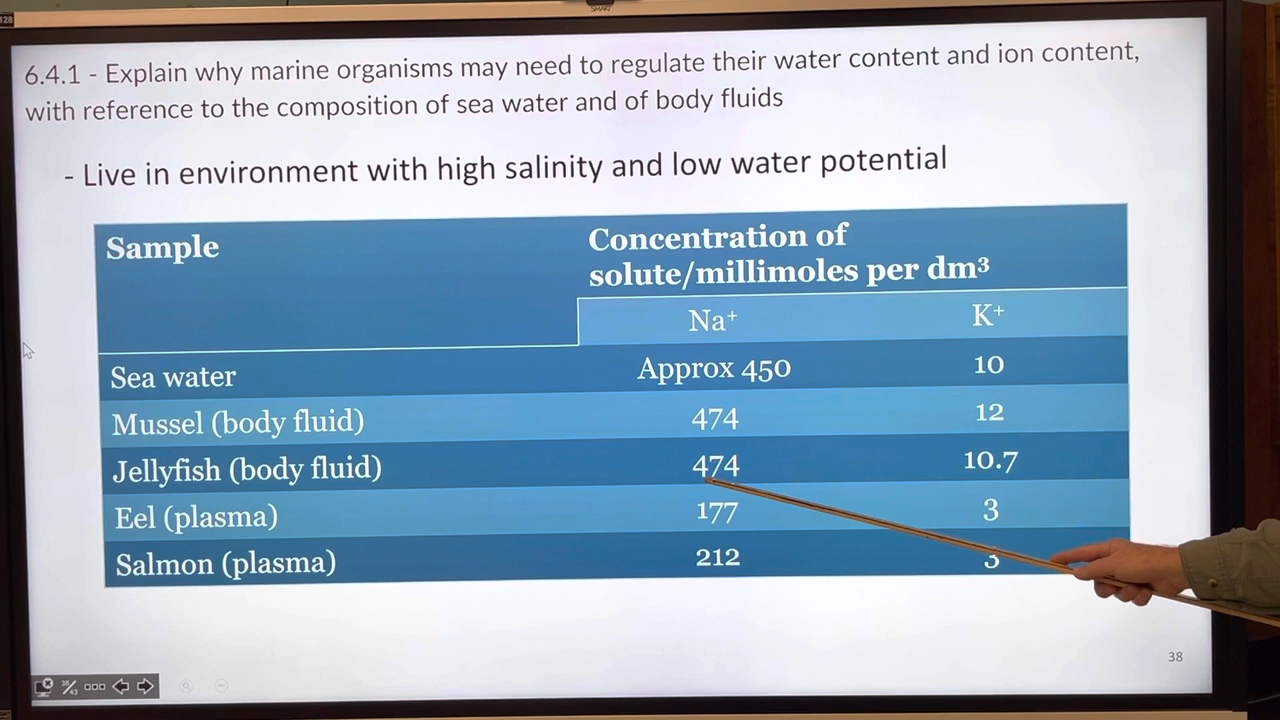 128
SMART
6.4.1 - Explain why marine organisms may need to regulate their water content and ion content,
with reference to the composition of sea water and of body fluids
- Live in environment with high salinity and low water potential
Sample
Concentration of
solute/millimoles per dm³
Na⁺ K⁺
Sea water Approx 450 10
Mussel (body fluid) 474 12
Jellyfish (body fluid) 474 10.7
Eel (plasma) 177 3
Salmon (plasma) 212
38